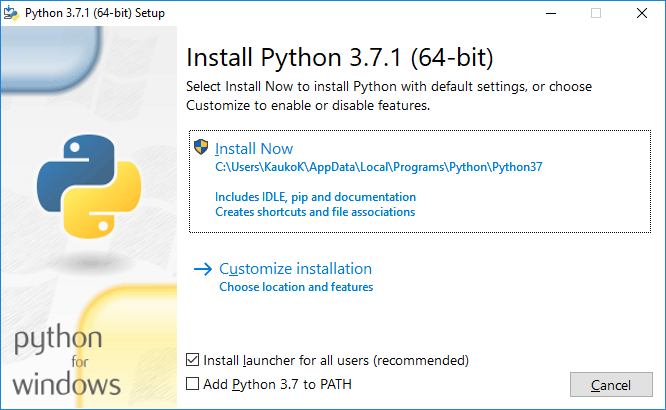 Python 3.7.1 (64-bit) Setup
Install Python 3.7.1 (64-bit)
Select Install Now to install Python with default settings, or choose
Customize to enable or disable features.
Install Now
C:\Users\KaukoK\AppData\Local\Programs\Python\Python37
Includes IDLE, pip and documentation
Creates shortcuts and file associations
Customize installation
Choose location and features
python
for
windows
Install launcher for all users (recommended)
Add Python 3.7 to PATH
Cancel